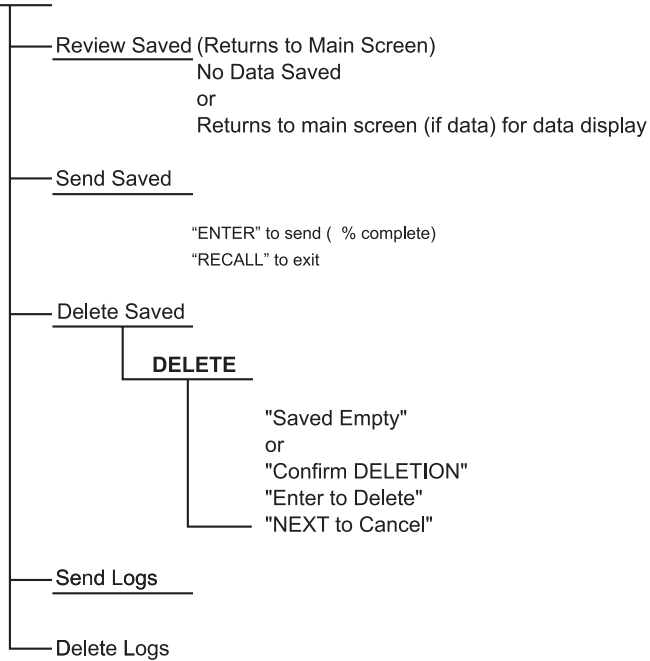 Review Saved (Returns to Main Screen)
No Data Saved
or
Returns to main screen (if data) for data display
Send Saved
“ENTER” to send ( % complete)
“RECALL” to exit
Delete Saved
DELETE
"Saved Empty"
or
"Confirm DELETION"
"Enter to Delete"
"NEXT to Cancel"
Send Logs
Delete Logs